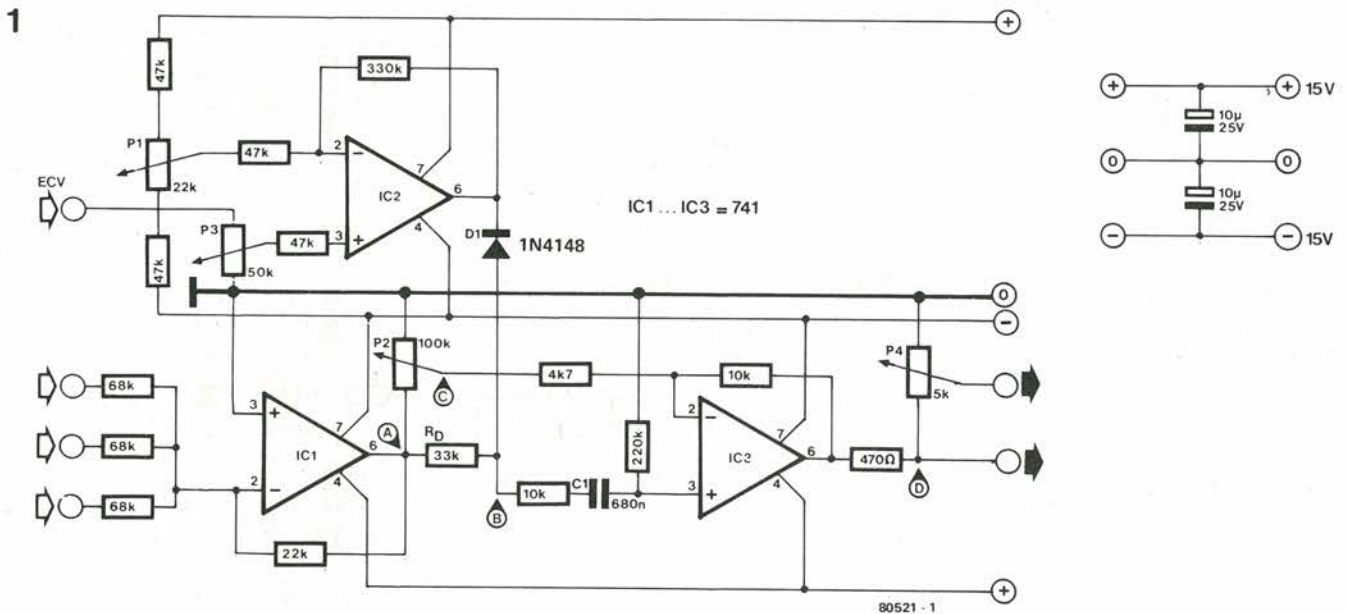 1
+
47k
330k
P1
47k
2
−
7
6
ECV
22k
IC2
P3
47k
3
+
4
50k
47k
IC1 ... IC3 = 741
D1
1N4148
+
+
15V
10µ
25V
0
0
10µ
25V
−
−
15V
0
−
P2
100k
C
4k7
10k
P4
5k
68k
68k
68k
3
+
7
A
RD
6
33k
IC1
2
−
4
22k
B
10k
C1
680n
220k
2
−
7
IC3
6
3
+
4
470Ω
D
+
80521 - 1